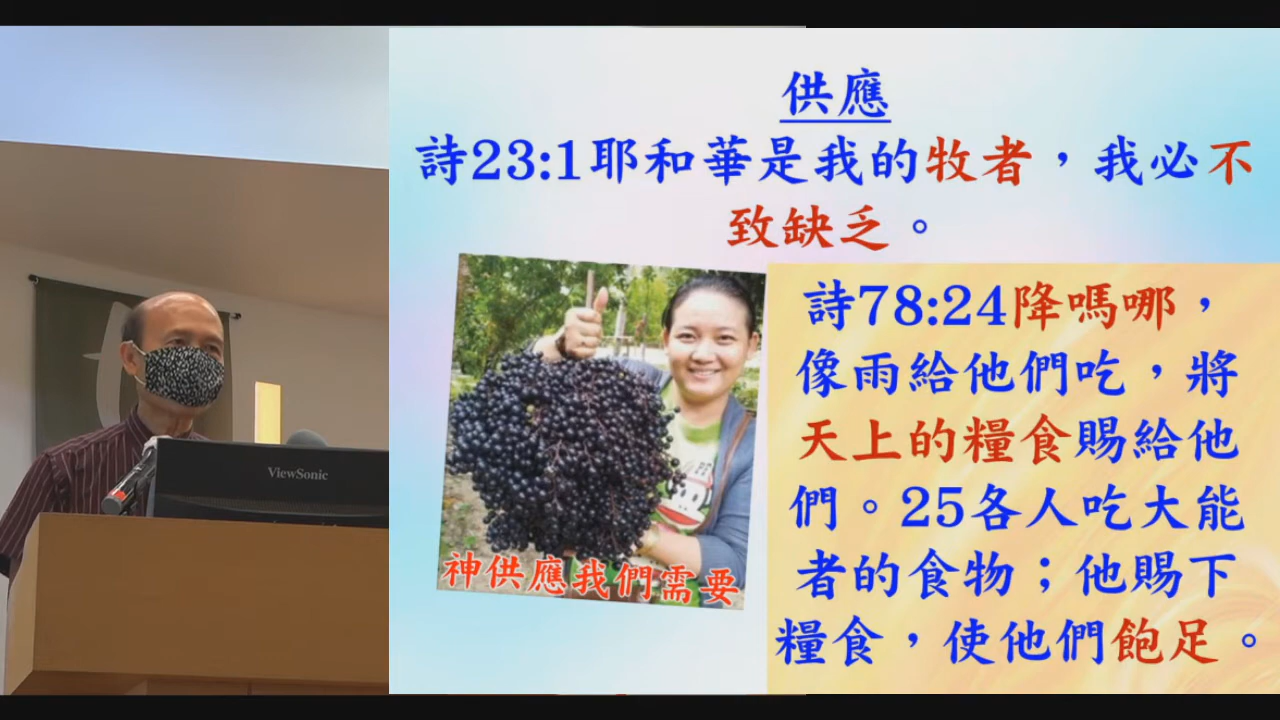 供應
詩23:1耶和華是我的牧者，我必不
致缺乏。
詩78:24降嗎哪，
像雨給他們吃，將
天上的糧食賜給他
們。25各人吃大能
者的食物；他賜下
糧食，使他們飽足。
神供應我們需要
ViewSonic